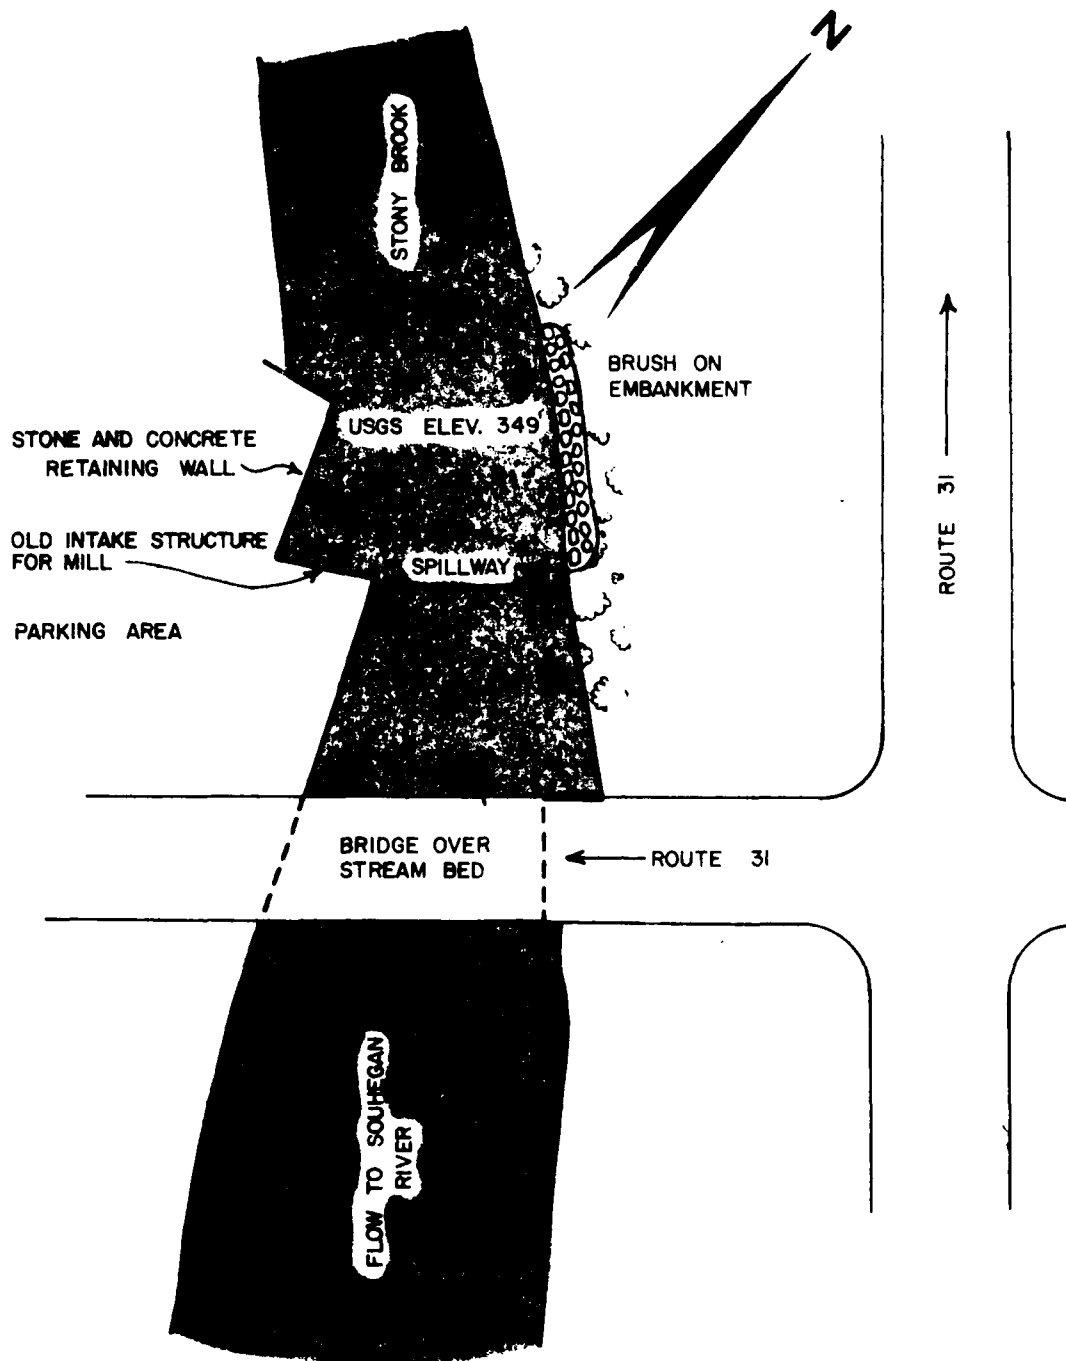 N
STONY BROOK
BRUSH ON
EMBANKMENT
USGS ELEV. 349
STONE AND CONCRETE
RETAINING WALL
OLD INTAKE STRUCTURE
FOR MILL
SPILLWAY
PARKING AREA
ROUTE 31
BRIDGE OVER
STREAM BED
ROUTE 31
FLOW TO SOUHEGAN
RIVER